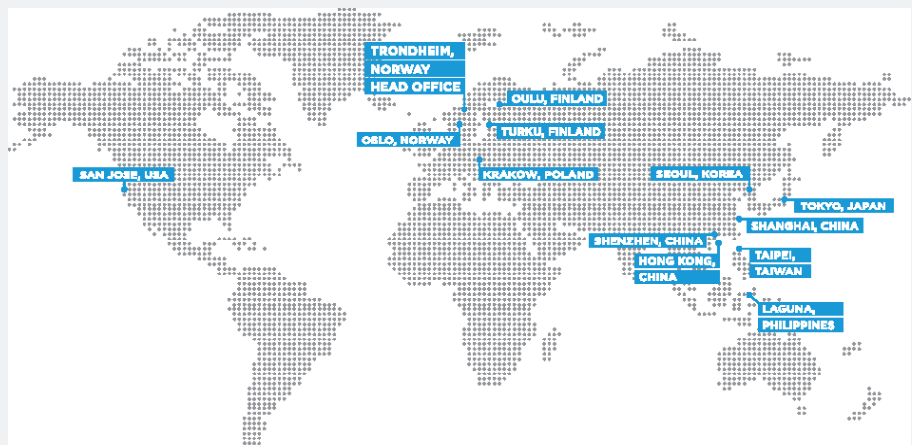 TRONDHEIM,
NORWAY
HEAD OFFICE
OULU, FINLAND
TURKU, FINLAND
OSLO, NORWAY
SAN JOSE, USA
KRAKOW, POLAND
SEOUL, KOREA
TOKYO, JAPAN
SHANGHAI, CHINA
SHENZHEN, CHINA
HONG KONG,
CHINA
TAIPEI,
TAIWAN
LAGUNA,
PHILIPPINES